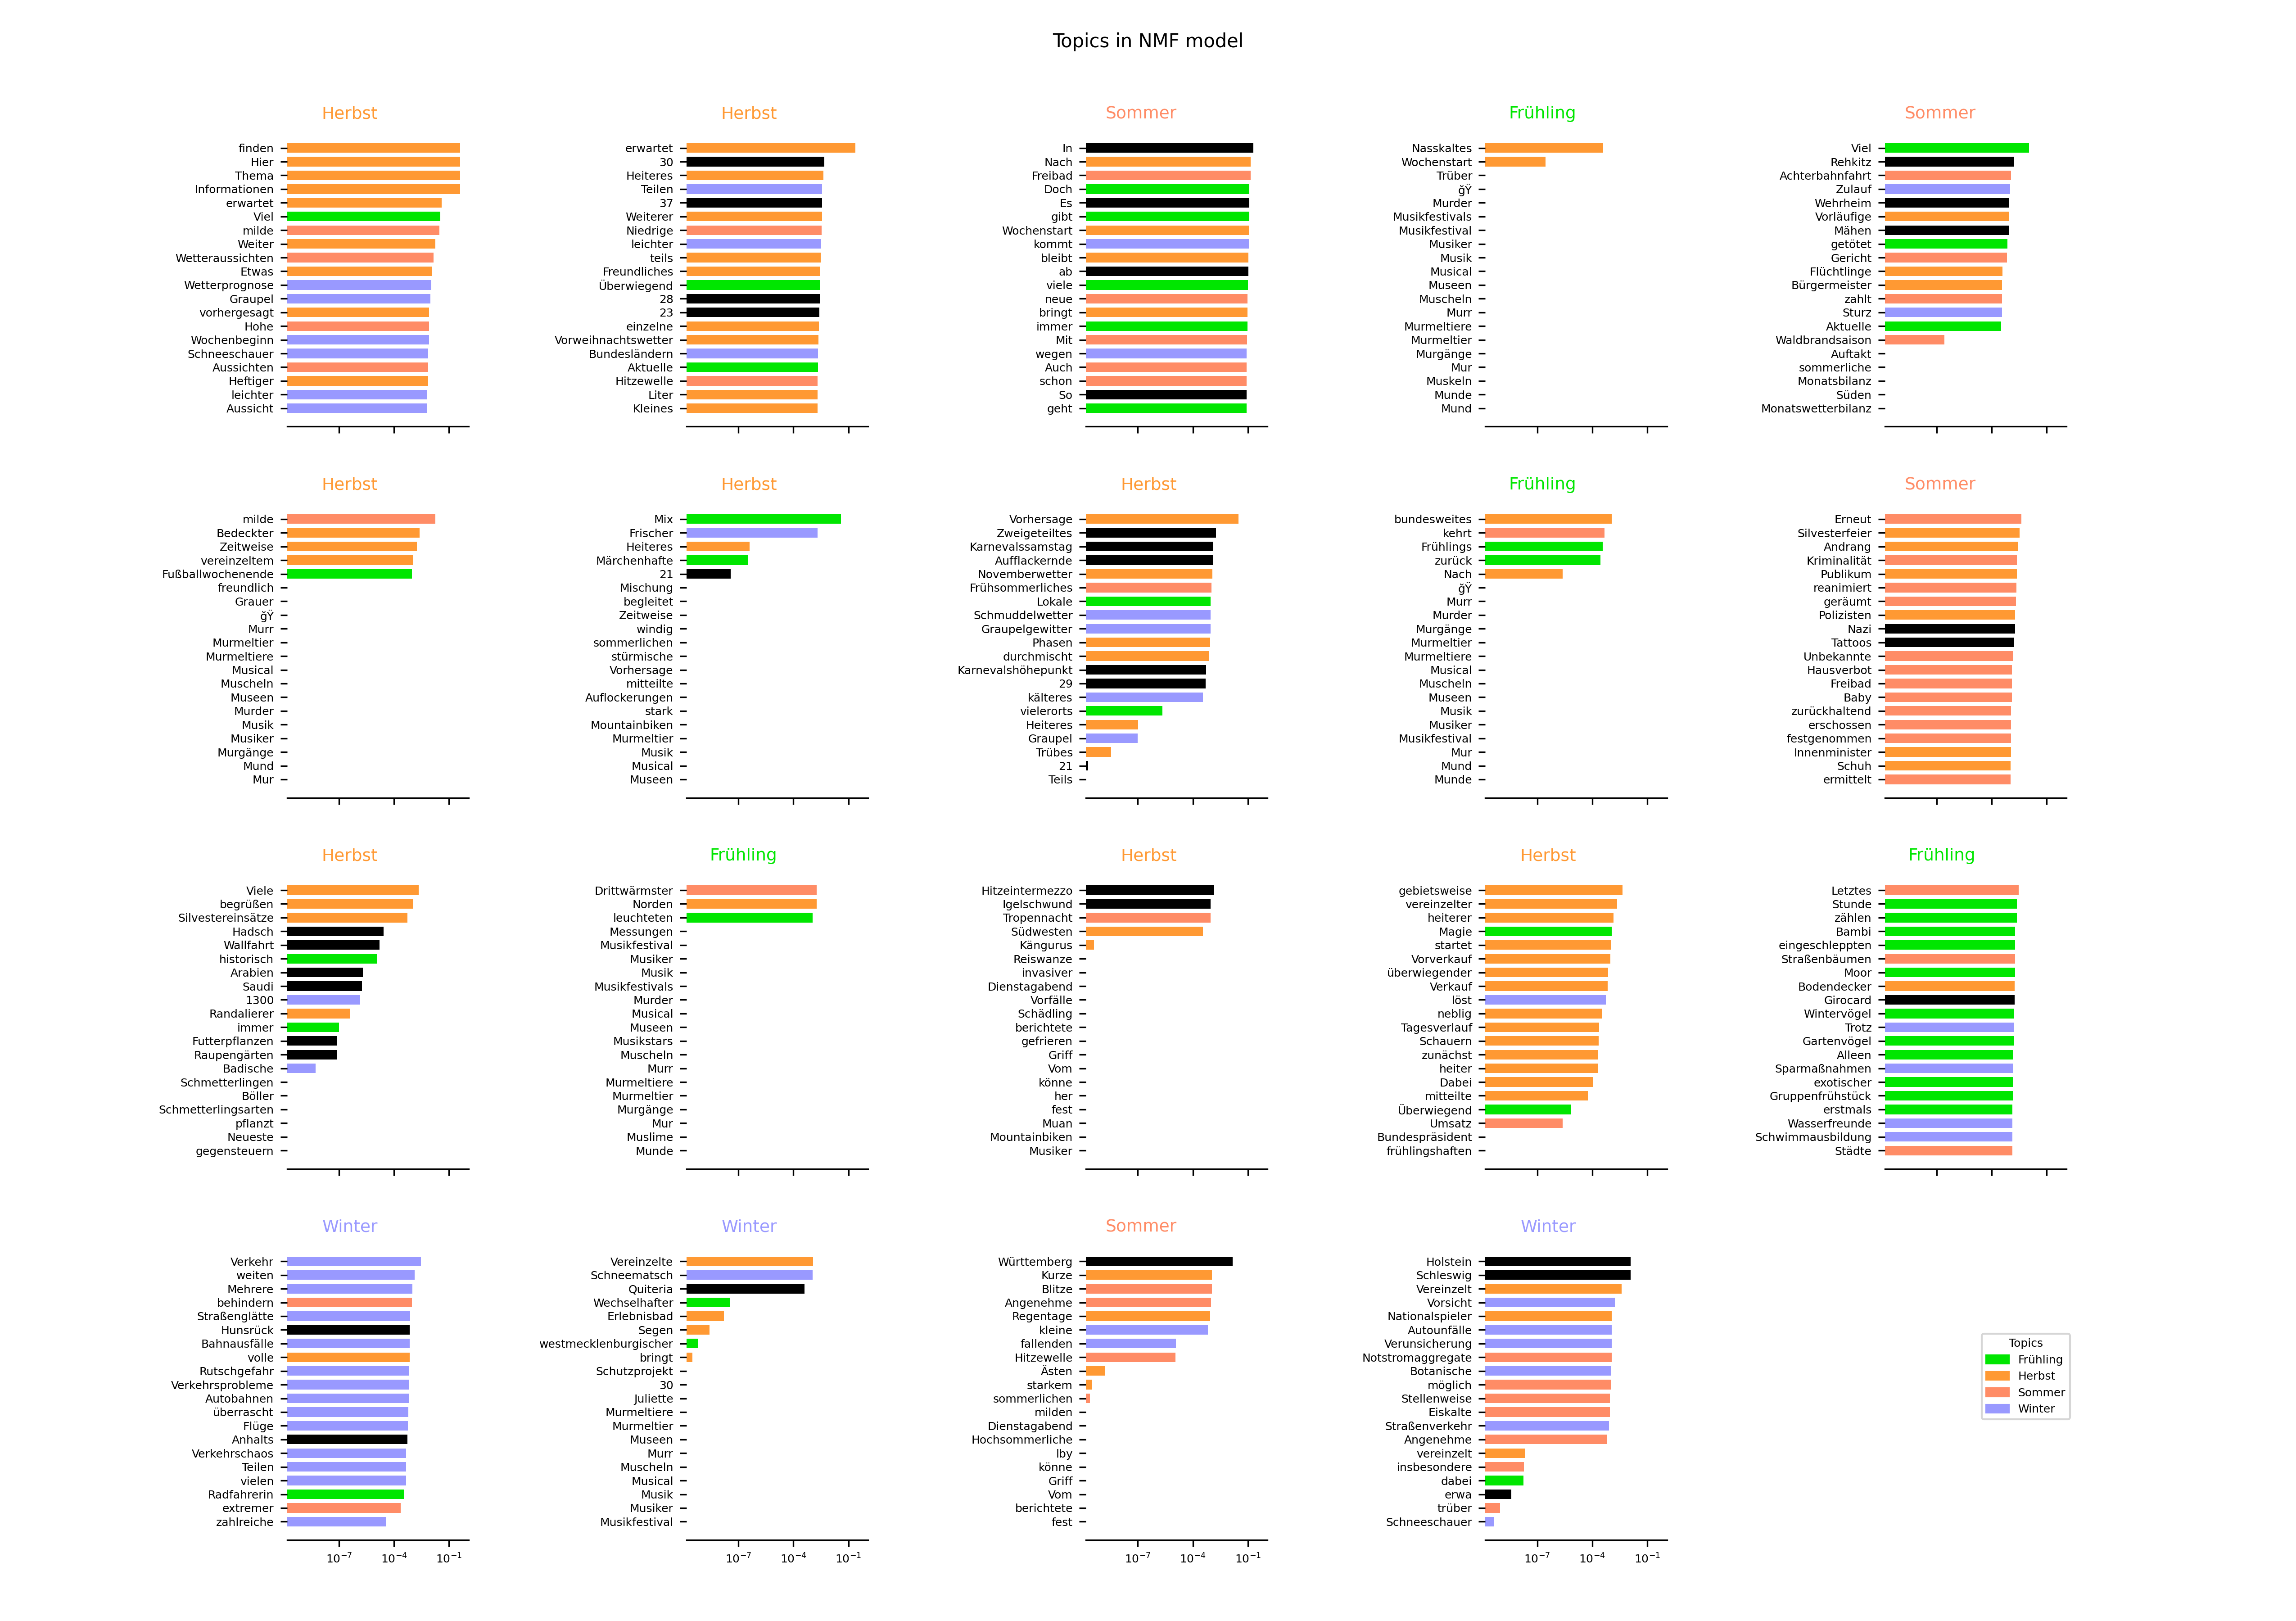 Topics in NMF model
Herbst
finden
Hier
Thema
Informationen
erwartet
Viel
milde
Weiter
Wetteraussichten
Etwas
Wetterprognose
Graupel
vorhergesagt
Hohe
Wochenbeginn
Schneeschauer
Aussichten
Heftiger
leichter
Aussicht
Herbst
erwartet
30
Heiteres
Teilen
37
Weiterer
Niedrige
leichter
teils
Freundliches
Überwiegend
28
23
einzelne
Vorweihnachtswetter
Bundesländern
Aktuelle
Hitzewelle
Liter
Kleines
Sommer
In
Nach
Freibad
Doch
Es
gibt
Wochenstart
kommt
bleibt
ab
viele
neue
bringt
immer
Mit
wegen
Auch
schon
So
geht
Frühling
Nasskaltes
Wochenstart
Trüber
ğŸ
Murder
Musikfestivals
Musikfestival
Musiker
Musik
Musical
Museen
Muscheln
Murr
Murmeltiere
Murmeltier
Murgänge
Mur
Muskeln
Munde
Mund
Sommer
Viel
Rehkitz
Achterbahnfahrt
Zulauf
Wehrheim
Vorläufige
Mähen
getötet
Gericht
Flüchtlinge
Bürgermeister
zahlt
Sturz
Aktuelle
Waldbrandsaison
Auftakt
sommerliche
Monatsbilanz
Süden
Monatswetterbilanz
Herbst
milde
Bedeckter
Zeitweise
vereinzeltem
Fußballwochenende
freundlich
Grauer
ğŸ
Murr
Murmeltier
Murmeltiere
Musical
Muscheln
Museen
Murder
Musik
Musiker
Murgänge
Mund
Mur
Herbst
Mix
Frischer
Heiteres
Märchenhafte
21
Mischung
begleitet
Zeitweise
windig
sommerlichen
stürmische
Vorhersage
mitteilte
Auflockerungen
stark
Mountainbiken
Murmeltier
Musik
Musical
Museen
Herbst
Vorhersage
Zweigeteiltes
Karnevalssamstag
Aufflackernde
Novemberwetter
Frühsommerliches
Lokale
Schmuddelwetter
Graupelgewitter
Phasen
durchmischt
Karnevalshöhepunkt
29
kälteres
vielerorts
Heiteres
Graupel
Trübes
21
Teils
Frühling
bundesweites
kehrt
Frühlings
zurück
Nach
ğŸ
Murr
Murder
Murgänge
Murmeltier
Murmeltiere
Musical
Muscheln
Museen
Musik
Musiker
Musikfestival
Mur
Mund
Munde
Sommer
Erneut
Silvesterfeier
Andrang
Kriminalität
Publikum
reanimiert
geräumt
Polizisten
Nazi
Tattoos
Unbekannte
Hausverbot
Freibad
Baby
zurückhaltend
erschossen
festgenommen
Innenminister
Schuh
ermittelt
Herbst
Viele
begrüßen
Silvestereinsätze
Hadsch
Wallfahrt
historisch
Arabien
Saudi
1300
Randalierer
immer
Futterpflanzen
Raupengärten
Badische
Schmetterlingen
Böller
Schmetterlingsarten
pflanzt
Neueste
gegensteuern
Frühling
Drittwärmster
Norden
leuchteten
Messungen
Musikfestival
Musiker
Musik
Musikfestivals
Murder
Musical
Museen
Musikstars
Muscheln
Murr
Murmeltiere
Murmeltier
Murgänge
Mur
Muslime
Munde
Herbst
Hitzeintermezzo
Igelschwund
Tropennacht
Südwesten
Kängurus
Reiswanze
invasiver
Dienstagabend
Vorfälle
Schädling
berichtete
gefrieren
Griff
Vom
könne
her
fest
Muan
Mountainbiken
Musiker
Herbst
gebietsweise
vereinzelter
heiterer
Magie
startet
Vorverkauf
überwiegender
Verkauf
löst
neblig
Tagesverlauf
Schauern
zunächst
heiter
Dabei
mitteilte
Überwiegend
Umsatz
Bundespräsident
frühlingshaften
Frühling
Letztes
Stunde
zählen
Bambi
eingeschleppten
Straßenbäumen
Moor
Bodendecker
Girocard
Wintervögel
Trotz
Gartenvögel
Alleen
Sparmaßnahmen
exotischer
Gruppenfrühstück
erstmals
Wasserfreunde
Schwimmausbildung
Städte
Winter
Verkehr
weiten
Mehrere
behindern
Straßenglätte
Hunsrück
Bahnausfälle
volle
Rutschgefahr
Verkehrsprobleme
Autobahnen
überrascht
Flüge
Anhalts
Verkehrschaos
Teilen
vielen
Radfahrerin
extremer
zahlreiche
10⁻⁷ 10⁻⁴ 10⁻¹
Winter
Vereinzelte
Schneematsch
Quiteria
Wechselhafter
Erlebnisbad
Segen
westmecklenburgischer
bringt
Schutzprojekt
30
Juliette
Murmeltiere
Murmeltier
Museen
Murr
Muscheln
Musical
Musik
Musiker
Musikfestival
10⁻⁷ 10⁻⁴ 10⁻¹
Sommer
Württemberg
Kurze
Blitze
Angenehme
Regentage
kleine
fallenden
Hitzewelle
Ästen
starkem
sommerlichen
milden
Dienstagabend
Hochsommerliche
lby
könne
Griff
Vom
berichtete
fest
10⁻⁷ 10⁻⁴ 10⁻¹
Winter
Holstein
Schleswig
Vereinzelt
Vorsicht
Nationalspieler
Autounfälle
Verunsicherung
Notstromaggregate
Botanische
möglich
Stellenweise
Eiskalte
Straßenverkehr
Angenehme
vereinzelt
insbesondere
dabei
erwa
trüber
Schneeschauer
10⁻⁷ 10⁻⁴ 10⁻¹
Topics
Frühling
Herbst
Sommer
Winter